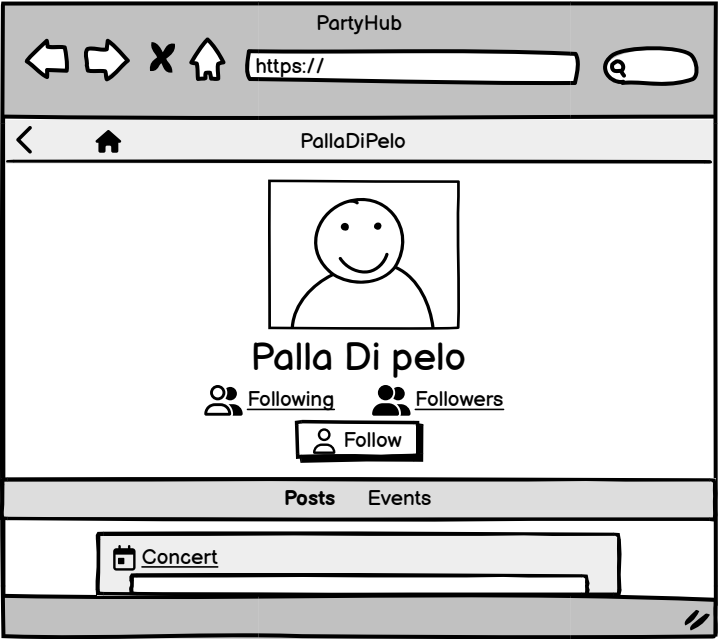 PartyHub
https://
PallaDiPelo
Palla Di pelo
Following Followers
Follow
Posts Events
Concert